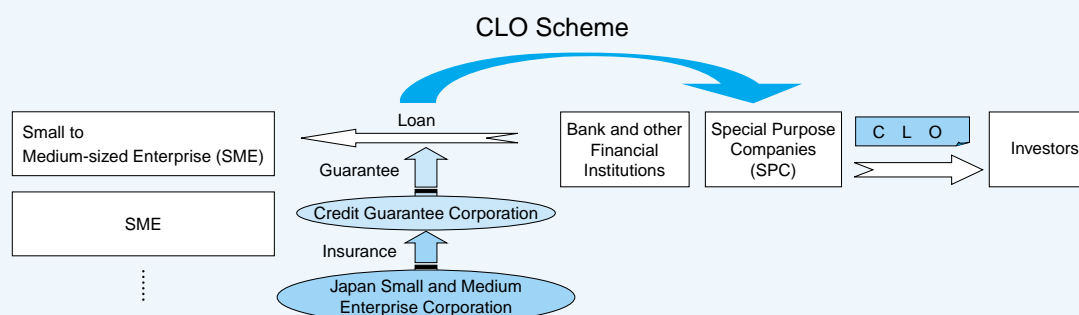 CLO Scheme
Small to
Medium-sized Enterprise (SME)
SME
Loan
Guarantee
Credit Guarantee Corporation
Insurance
Japan Small and Medium
Enterprise Corporation
Bank and other
Financial
Institutions
Special Purpose
Companies
(SPC)
C L O
Investors